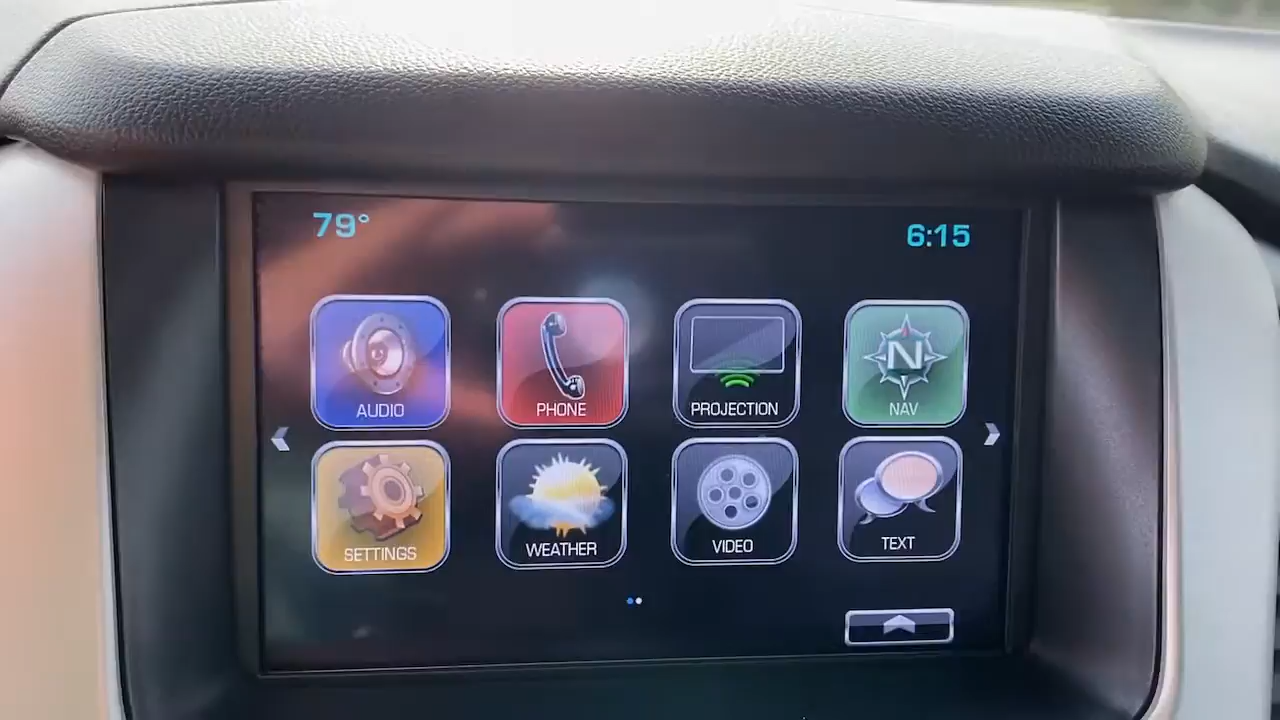 79°
6:15
AUDIO
PHONE
PROJECTION
N
NAV
SETTINGS
WEATHER
VIDEO
TEXT